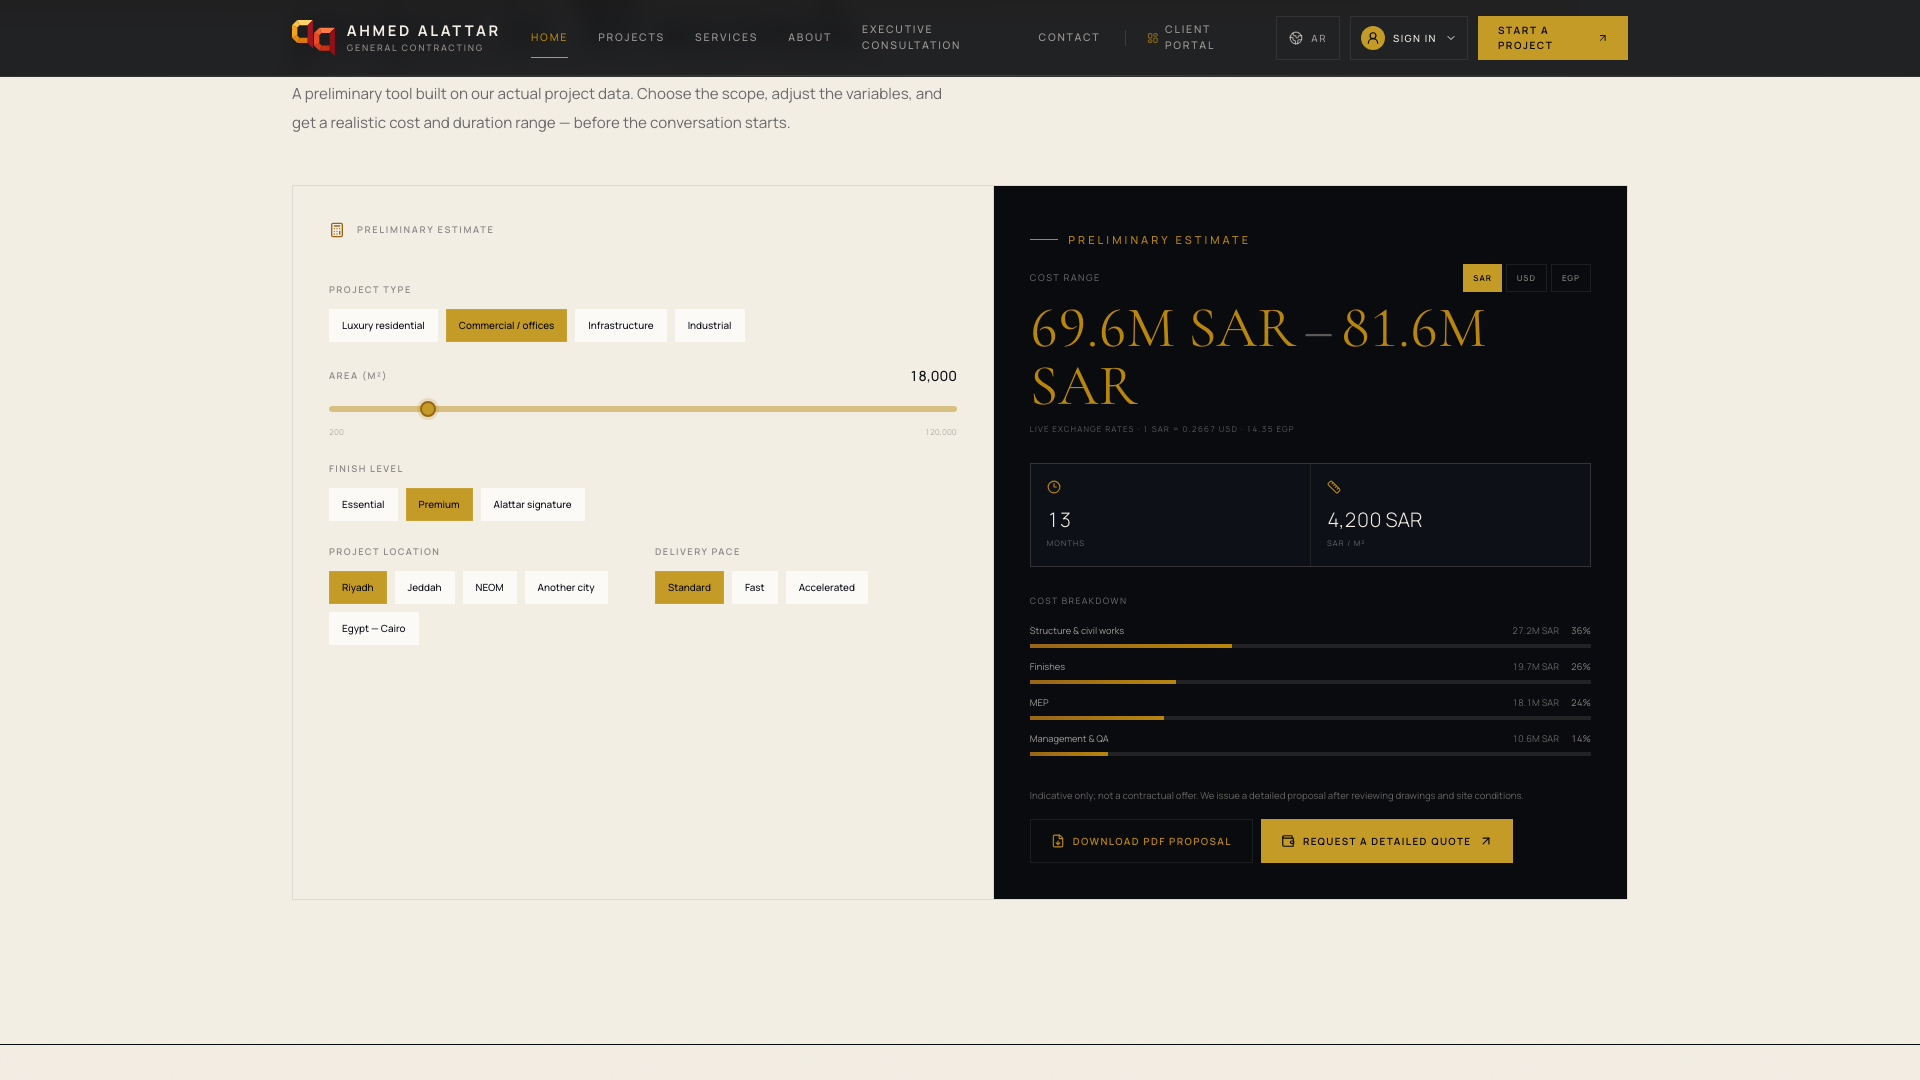 AHMED ALATTAR
GENERAL CONTRACTING
HOME
PROJECTS
SERVICES
ABOUT
EXECUTIVE
CONSULTATION
CONTACT
CLIENT
PORTAL
AR
SIGN IN
START A
PROJECT
A preliminary tool built on our actual project data. Choose the scope, adjust the variables, and
get a realistic cost and duration range — before the conversation starts.
PRELIMINARY ESTIMATE
PROJECT TYPE
Luxury residential
Commercial / offices
Infrastructure
Industrial
AREA (M²)
18,000
200
120,000
FINISH LEVEL
Essential
Premium
Alattar signature
PROJECT LOCATION
Riyadh
Jeddah
NEOM
Another city
Egypt — Cairo
DELIVERY PACE
Standard
Fast
Accelerated
PRELIMINARY ESTIMATE
COST RANGE
SAR
USD
EGP
69.6M SAR — 81.6M
SAR
LIVE EXCHANGE RATES · 1 SAR ≈ 0.2667 USD · 14.35 EGP
13
MONTHS
4,200 SAR
SAR / M²
COST BREAKDOWN
Structure & civil works 27.2M SAR 36%
Finishes 19.7M SAR 26%
MEP 18.1M SAR 24%
Management & QA 10.6M SAR 14%
Indicative only; not a contractual offer. We issue a detailed proposal after reviewing drawings and site conditions.
DOWNLOAD PDF PROPOSAL
REQUEST A DETAILED QUOTE